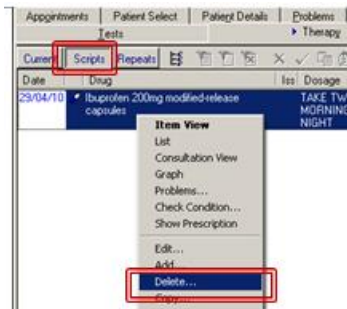 Appointments Patient Select Patient Details Problems
Tests Therapy
Current Scripts Repeats
Date Drug Iss Dosage
29/04/10 Ibuprofen 200mg modified-release TAKE TW
capsules MORNING
NIGHT
Item View
List
Consultation View
Graph
Problems...
Check Condition...
Show Prescription
Edit...
Add...
Delete...
Copy...